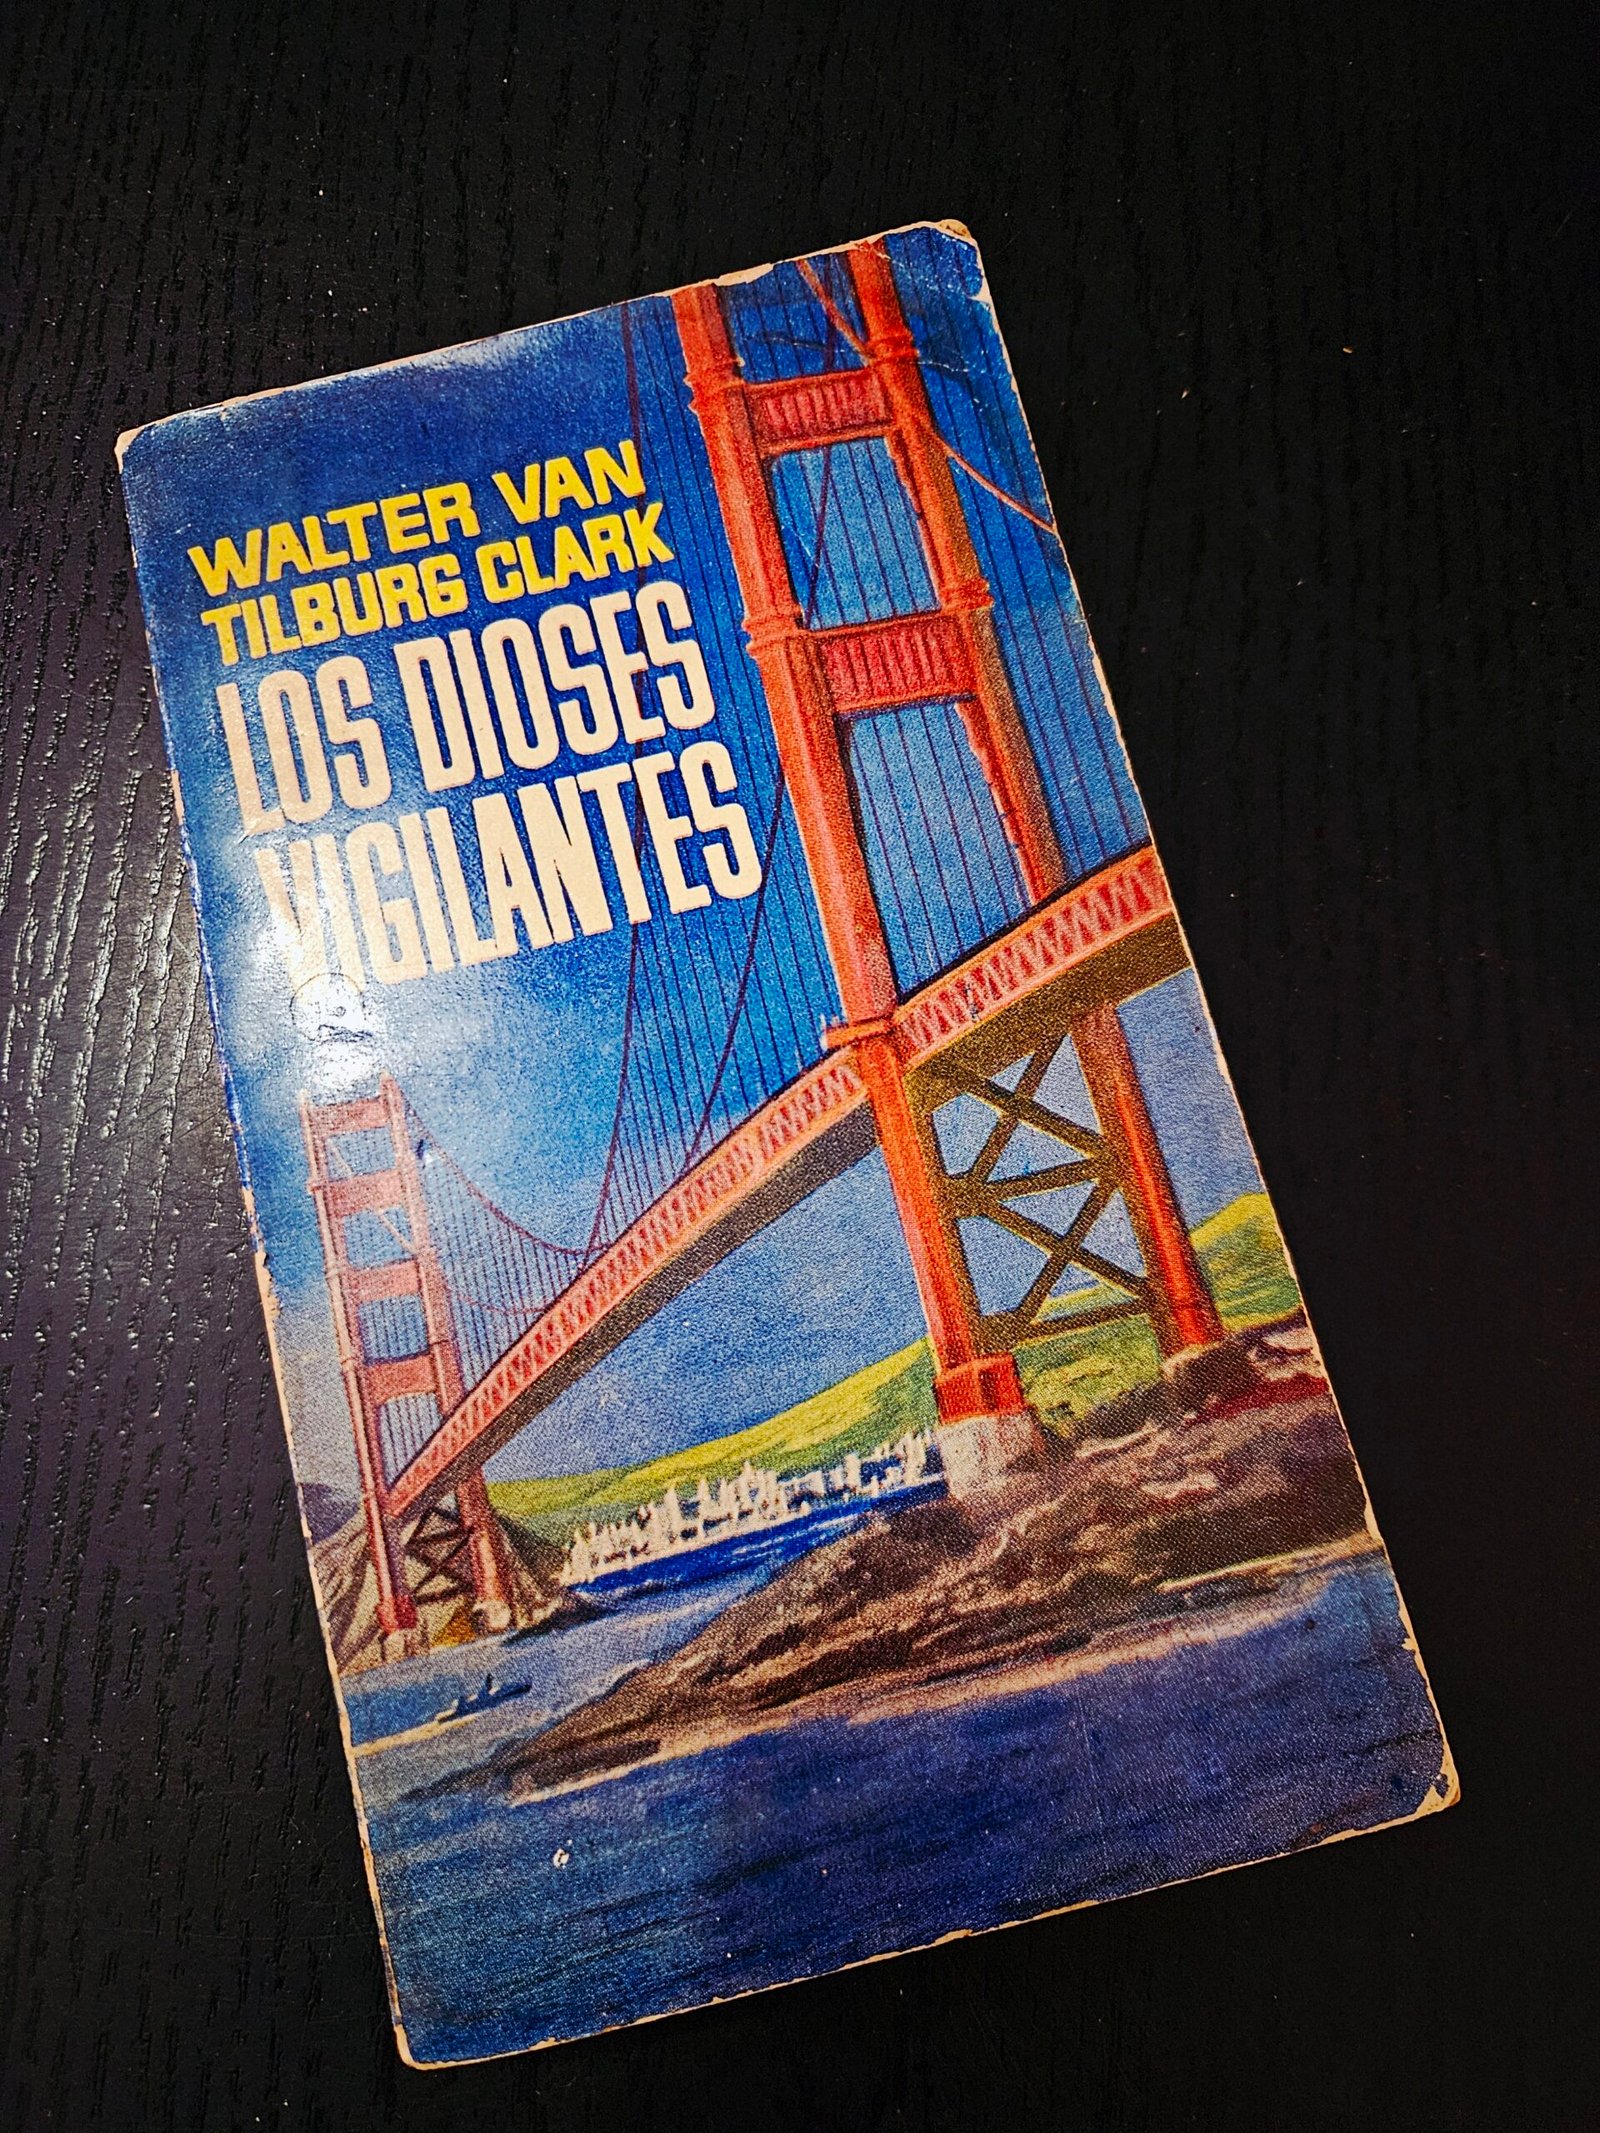 WALTER VAN
TILBURG CLARK
LOS DIOSES
VIGILANTES